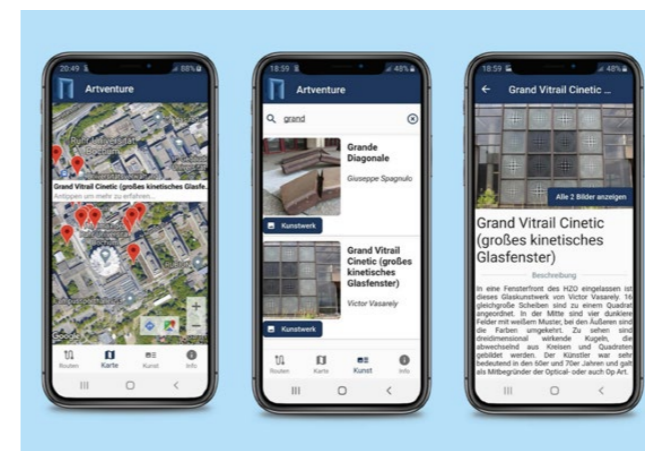 20:49
88%
Artventure
Grand Vitrail Cinetic (großes kinetisches Glasfe..
Antippen um mehr zu erfahren...
Google
+
−
Routen
Karte
Kunst
Info
18:59
48%
Artventure
grand
Grande
Diagonale
Giuseppe Spagnulo
Kunstwerk
Grand Vitrail
Cinetic (großes
kinetisches
Glasfenster)
Victor Vasarely
Kunstwerk
Routen
Karte
Kunst
Info
18:59
48%
Grand Vitrail Cinetic ...
Alle 2 Bilder anzeigen
Grand Vitrail Cinetic
(großes kinetisches
Glasfenster)
Beschreibung
In eine Fensterfront des HZO eingelassen ist
dieses Glaskunstwerk von Victor Vasarely. 16
gleichgroße Scheiben sind zu einem Quadrat
angeordnet. In der Mitte sind vier dunklere
Felder mit weißem Muster, bei den Äußeren sind
die Farben umgekehrt. Zu sehen sind
dreidimensional wirkende Kugeln, die
abwechselnd aus Kreisen und Quadraten
gebildet werden. Der Künstler war sehr
bedeutend in den 60er und 70er Jahren und galt
als Mitbegründer der Optical- oder auch Op Art.